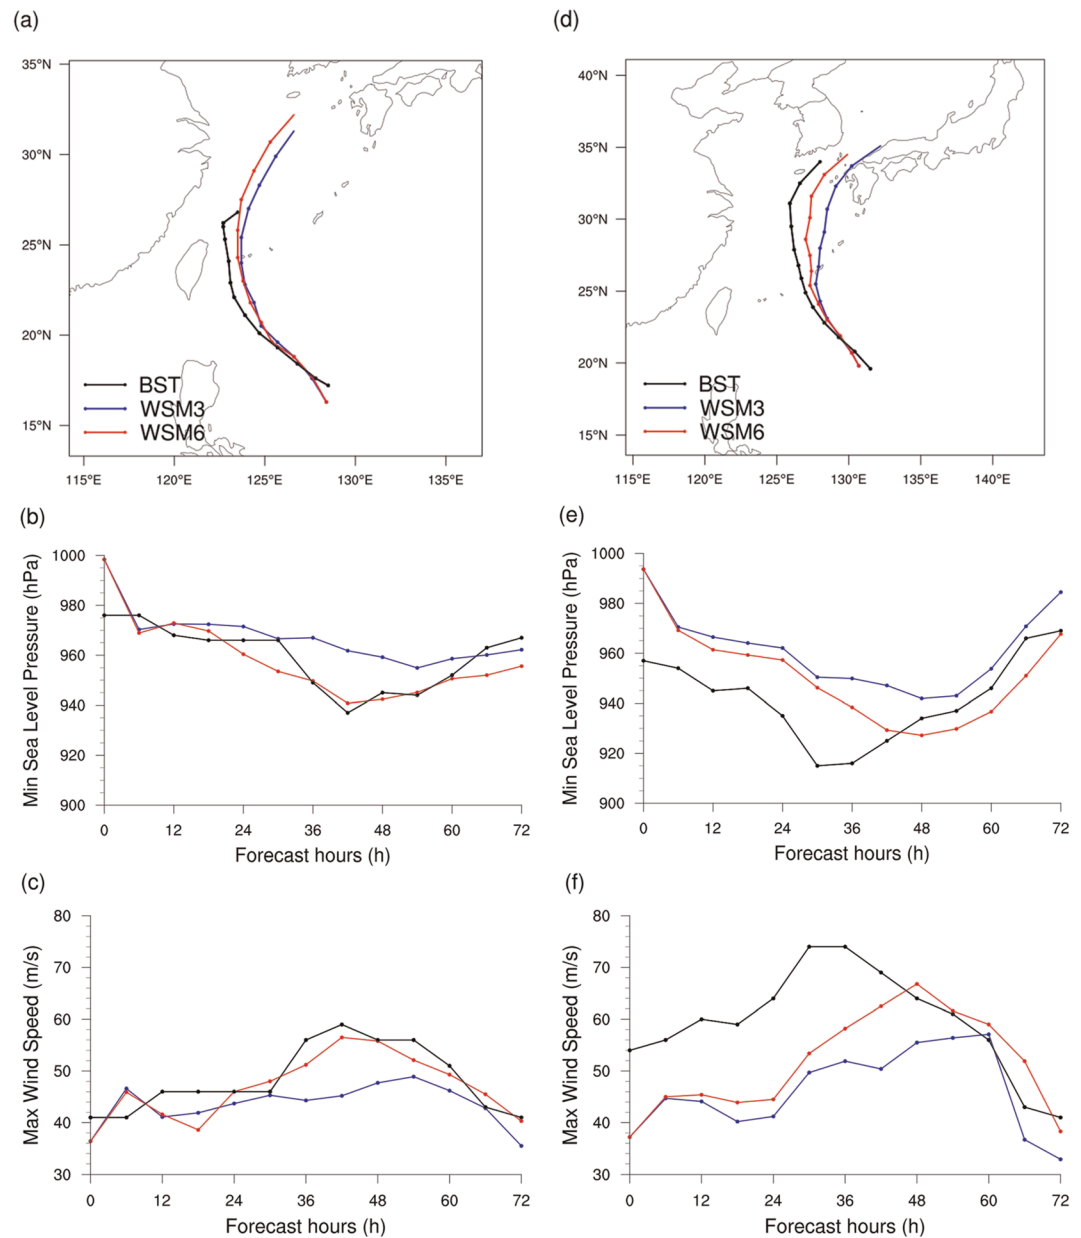 (a)
35°N
30°N
25°N
20°N
15°N
BST
WSM3
WSM6
115°E 120°E 125°E 130°E 135°E
(d)
40°N
35°N
30°N
25°N
20°N
15°N
BST
WSM3
WSM6
115°E 120°E 125°E 130°E 135°E 140°E
(b)
Min Sea Level Pressure (hPa)
1000
980
960
940
920
900
0 12 24 36 48 60 72
Forecast hours (h)
(e)
Min Sea Level Pressure (hPa)
1000
980
960
940
920
900
0 12 24 36 48 60 72
Forecast hours (h)
(c)
Max Wind Speed (m/s)
80
70
60
50
40
30
0 12 24 36 48 60 72
Forecast hours (h)
(f)
Max Wind Speed (m/s)
80
70
60
50
40
30
0 12 24 36 48 60 72
Forecast hours (h)